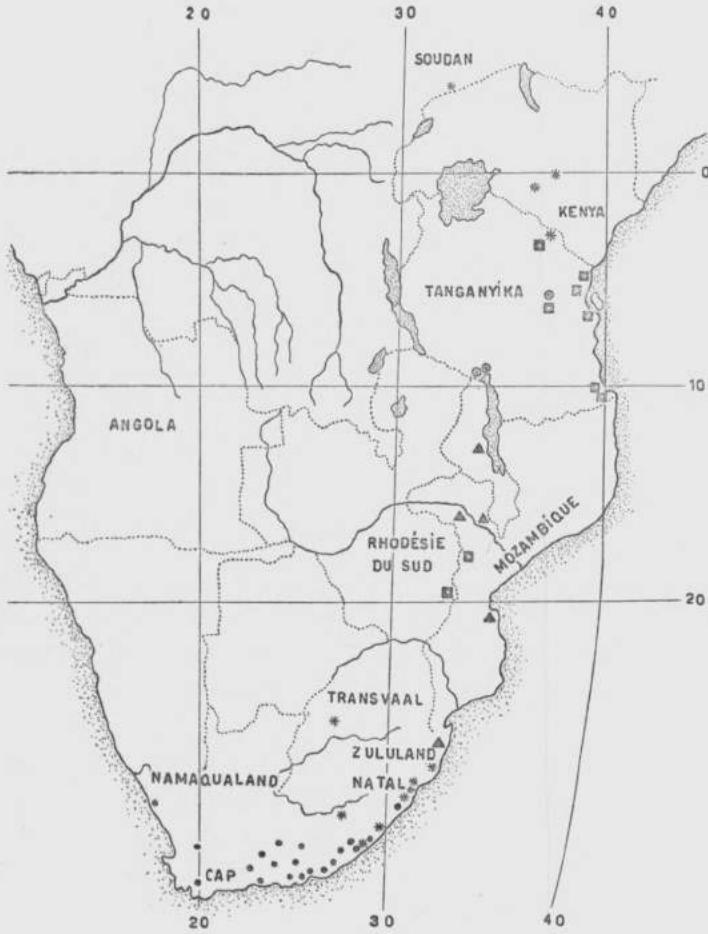 20 30 40
SOUDAN
0
KENYA
TANGANYIKA
10
ANGOLA
MOZAMBIQUE
RHODÉSIE
DU SUD
20
TRANSVAAL
ZULULAND
NAMAQUALAND
NATAL
CAP
20 30 40